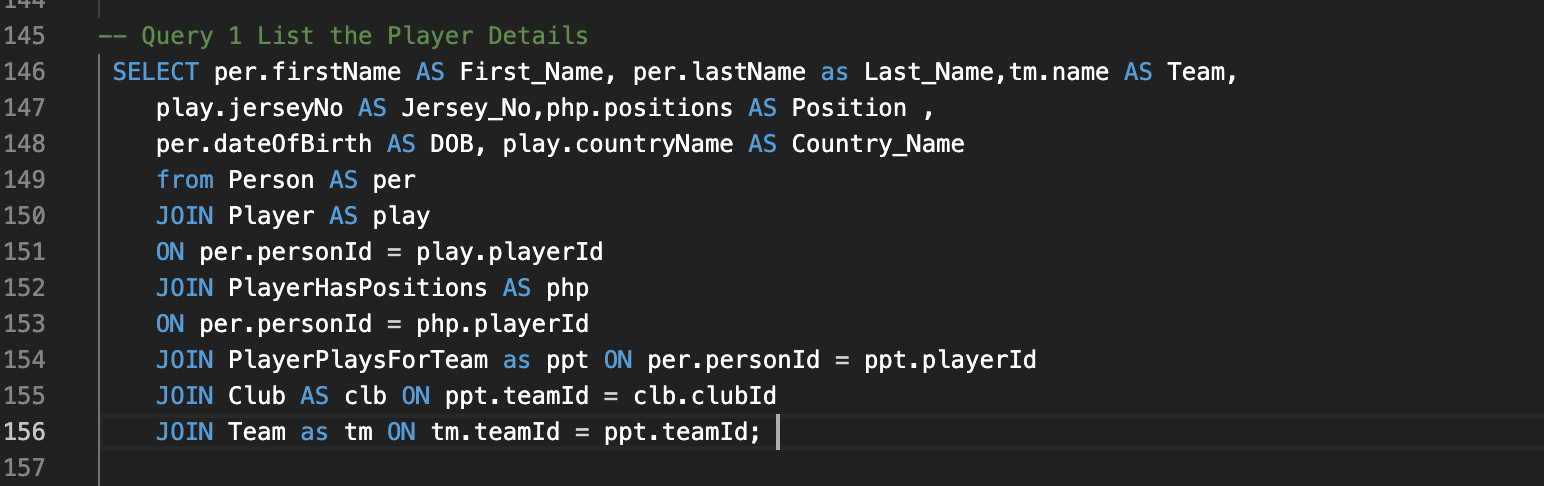 144
145 -- Query 1 List the Player Details
146 SELECT per.firstName AS First_Name, per.lastName as Last_Name,tm.name AS Team,
147 play.jerseyNo AS Jersey_No,php.positions AS Position ,
148 per.dateOfBirth AS DOB, play.countryName AS Country_Name
149 from Person AS per
150 JOIN Player AS play
151 ON per.personId = play.playerId
152 JOIN PlayerHasPositions AS php
153 ON per.personId = php.playerId
154 JOIN PlayerPlaysForTeam as ppt ON per.personId = ppt.playerId
155 JOIN Club AS clb ON ppt.teamId = clb.clubId
156 JOIN Team as tm ON tm.teamId = ppt.teamId;
157